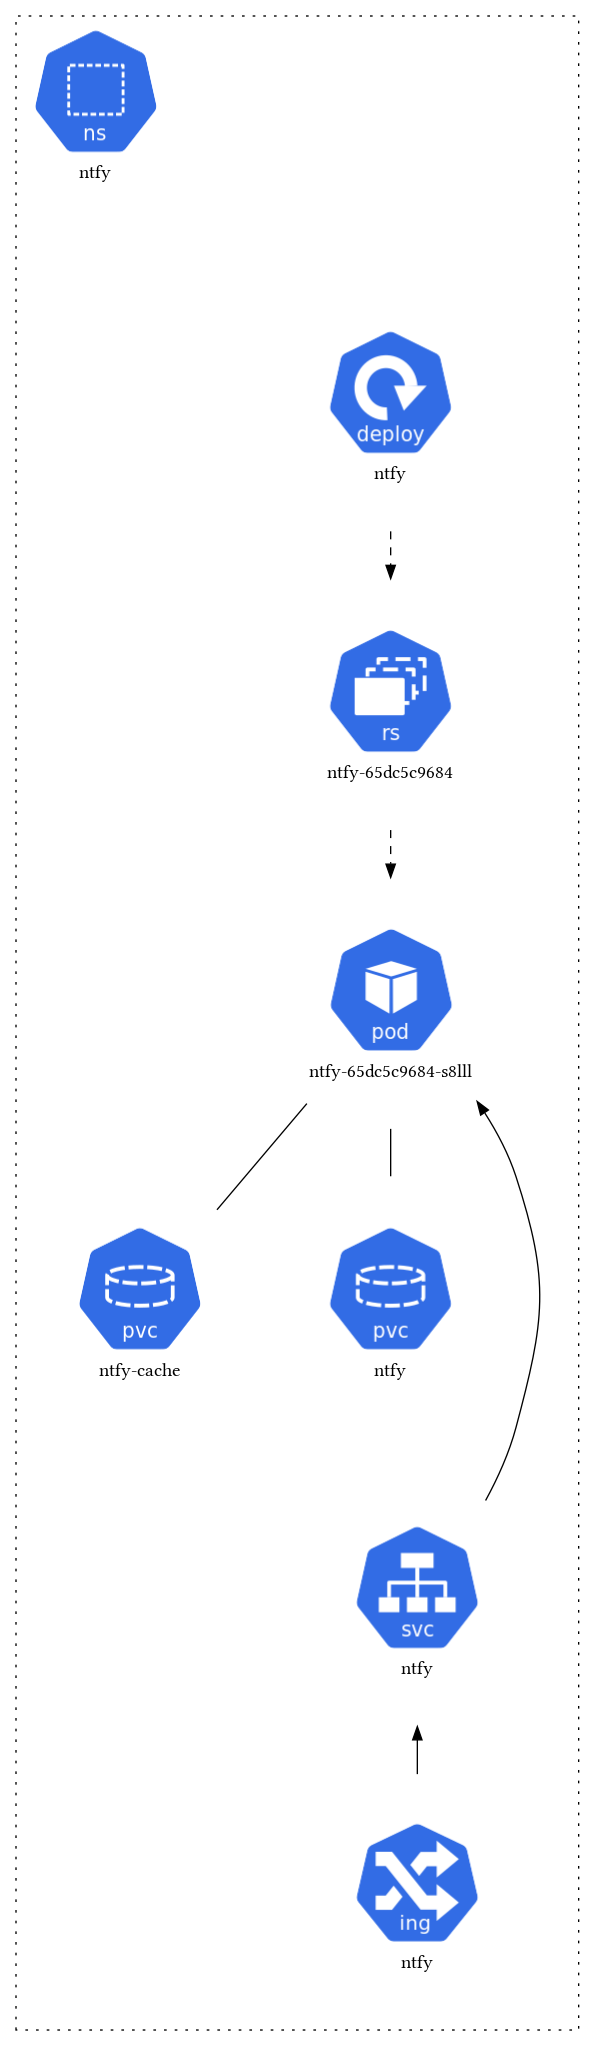 ns
ntfy
deploy
ntfy
rs
ntfy-65dc5c9684
pod
ntfy-65dc5c9684-s8lll
pvc
ntfy-cache
pvc
ntfy
svc
ntfy
ing
ntfy